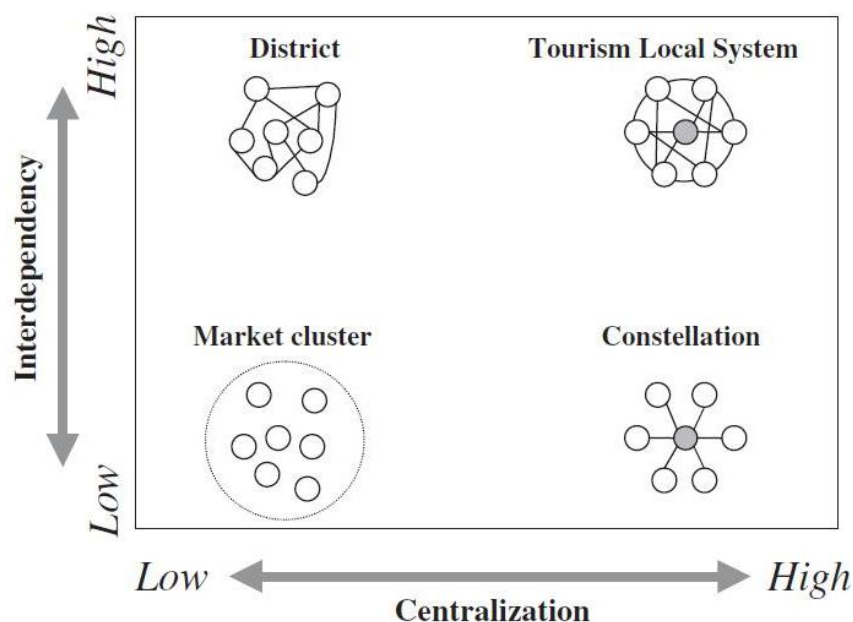 High
District
Tourism Local System
Interdependency
Market cluster
Constellation
Low
Low
High
Centralization